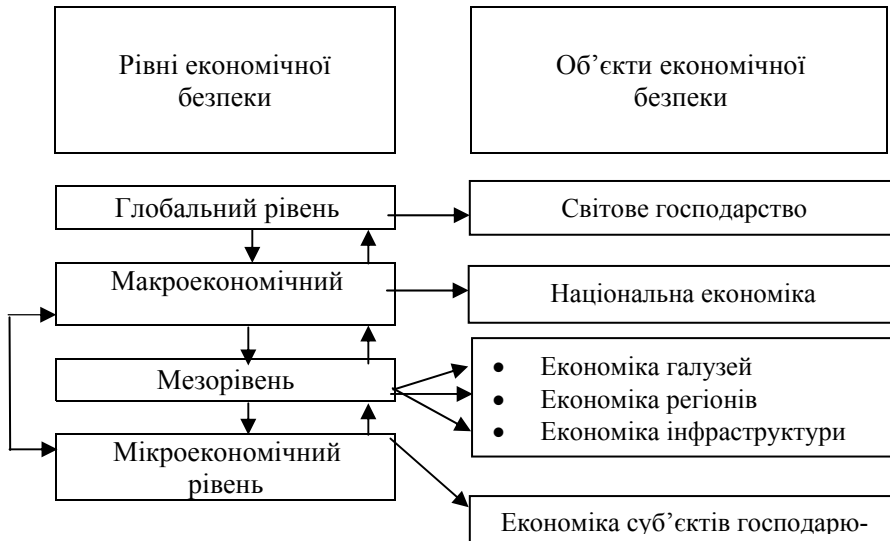 Рівні економічної
безпеки
Об’єкти економічної
безпеки
Глобальний рівень
Світове господарство
Макроекономічний
Національна економіка
Мезорівень
• Економіка галузей
• Економіка регіонів
• Економіка інфраструктури
Мікроекономічний
рівень
Економіка суб’єктів господарю-